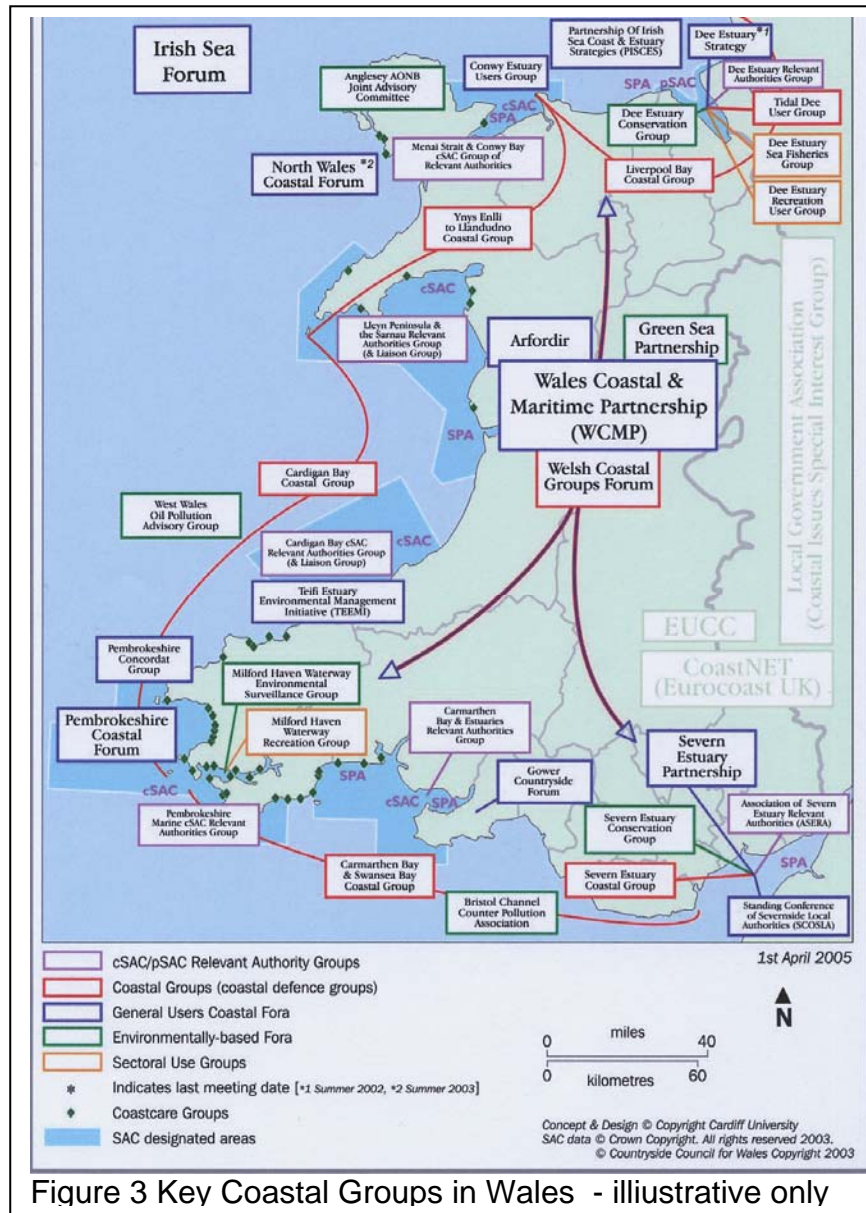 Irish Sea
Forum
Partnership Of Irish
Sea Coast & Estuary
Strategies (PISCES)
Dee Estuary *1
Strategy
Conwy Estuary
Users Group
Anglesey AONB
Joint Advisory
Committee
SPA
pSAC
Dee Estuary Relevant
Authorities Group
cSAC
SPA
Tidal Dee
User Group
Dee Estuary
Conservation
Group
Menai Strait & Conwy Bay
cSAC Group of
Relevant Authorities
Dee Estuary
Sea Fisheries
Group
North Wales *2
Coastal Forum
Liverpool Bay
Coastal Group
Dee Estuary
Recreation
User Group
Ynys Enlli
to Llandudno
Coastal Group
cSAC
Lleyn Peninsula &
the Sarnau Relevant
Authorities Group
(& Liaison Group)
Arfordir
Green Sea
Partnership
Wales Coastal &
Maritime Partnership
(WCMP)
SPA
Welsh Coastal
Groups Forum
Local Government Association
(Coastal Issues Special Interest Group)
Cardigan Bay
Coastal Group
West Wales
Oil Pollution
Advisory Group
Cardigan Bay cSAC
Relevant Authorities Group
(& Liaison Group)
cSAC
Teifi Estuary
Environmental Management
Initiative (TEEMI)
EUCC
CoastNET
(Eurocoast UK)
Pembrokeshire
Concordat
Group
Milford Haven Waterway
Environmental
Surveillance Group
Pembrokeshire
Coastal Forum
Milford Haven
Waterway
Recreation Group
Carmarthen
Bay & Estuaries
Relevant Authorities
Group
Severn
Estuary
Partnership
SPA
Gower
Countryside
Forum
cSAC
cSAC
SPA
Pembrokeshire
Marine cSAC Relevant
Authorities Group
Severn Estuary
Conservation
Group
Association of Severn
Estuary Relevant
Authorities (ASERA)
SPA
Carmarthen Bay
& Swansea Bay
Coastal Group
Severn Estuary
Coastal Group
Bristol Channel
Counter Pollution
Association
Standing Conference
of Severnside Local
Authorities (SCOSLA)
1st April 2005
cSAC/pSAC Relevant Authority Groups
Coastal Groups (coastal defence groups)
General Users Coastal Fora
Environmentally-based Fora
Sectoral Use Groups
* Indicates last meeting date [*1 Summer 2002, *2 Summer 2003]
Coastcare Groups
SAC designated areas
N
miles
0 40
0 60
kilometres
Concept & Design © Copyright Cardiff University
SAC data © Crown Copyright. All rights reserved 2003.
© Countryside Council for Wales Copyright 2003
Figure 3 Key Coastal Groups in Wales - illiustrative only